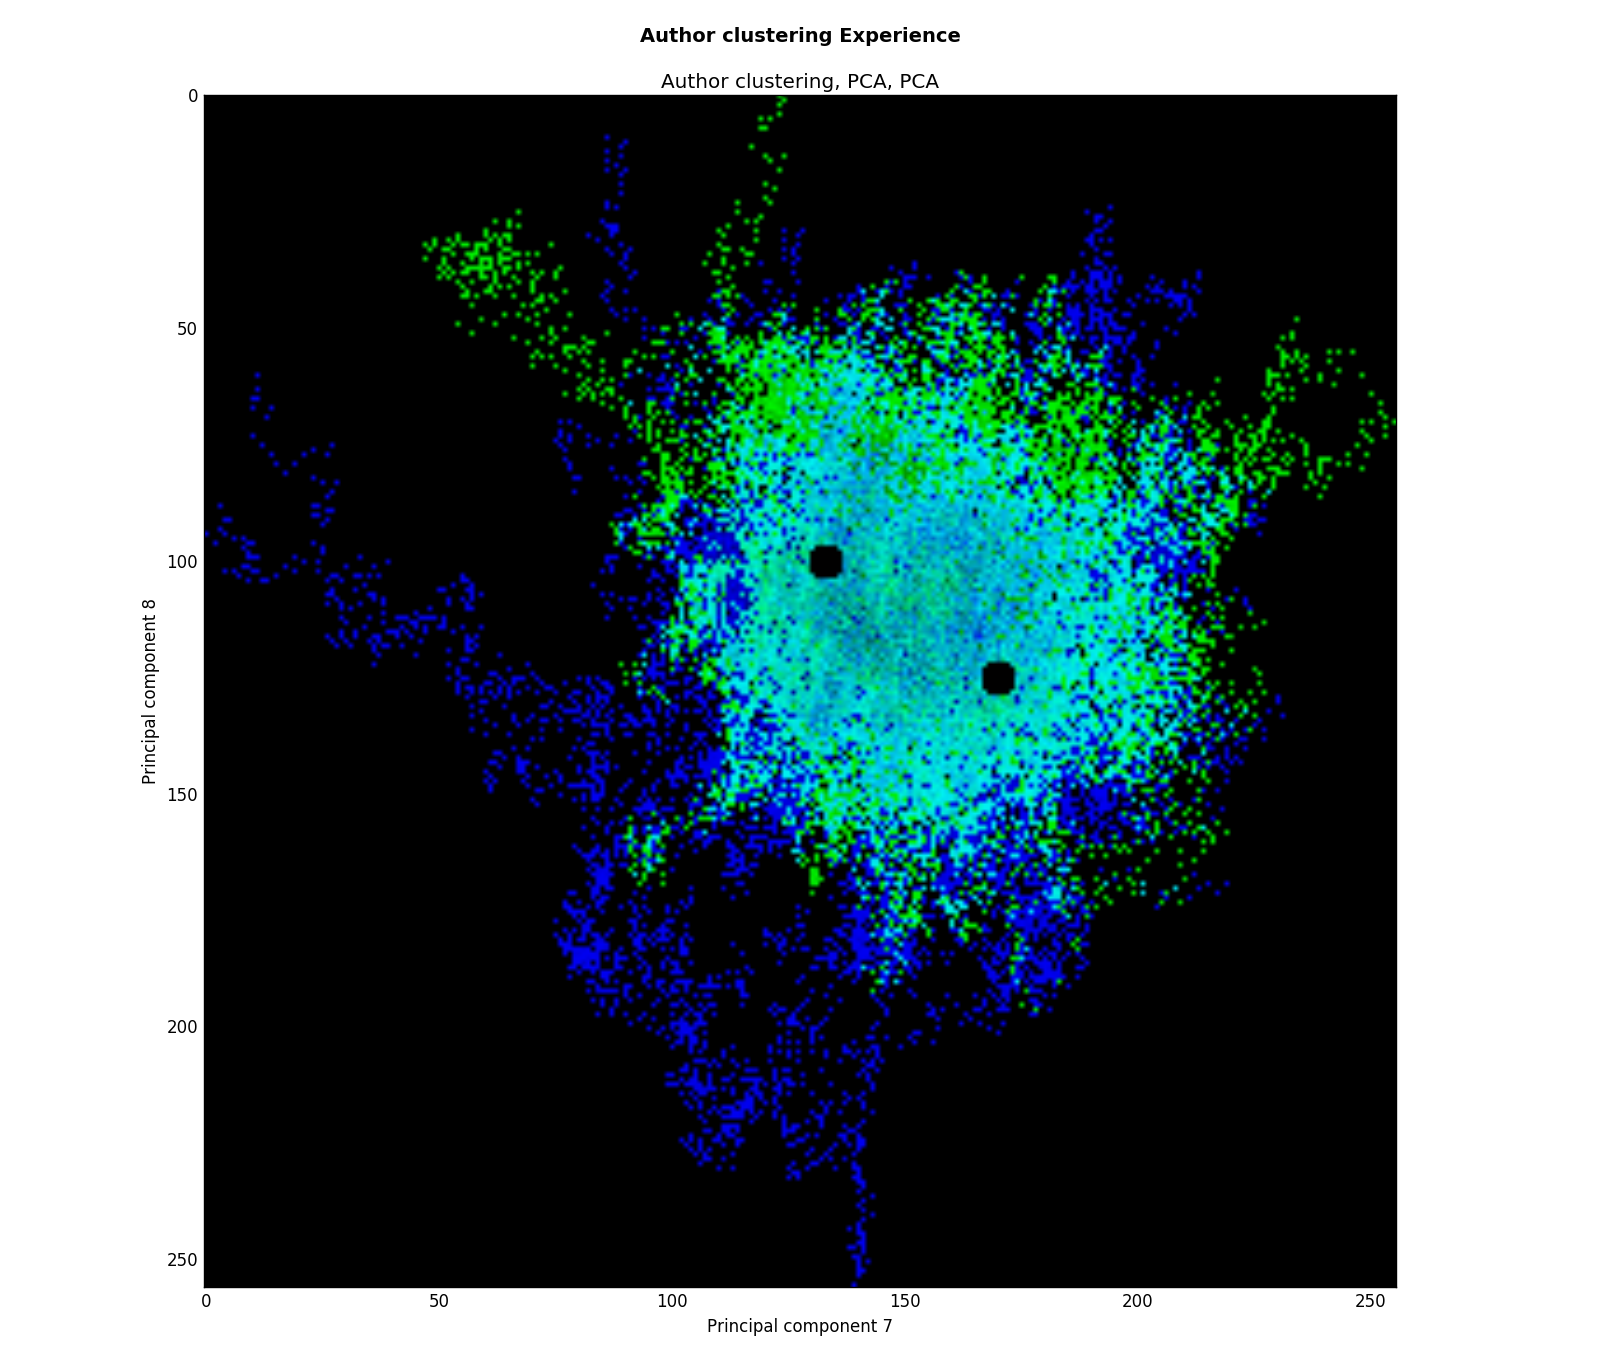 Author clustering Experience
Author clustering, PCA, PCA
0
50
100
150
200
250
Principal component 8
0 50 100 150 200 250
Principal component 7